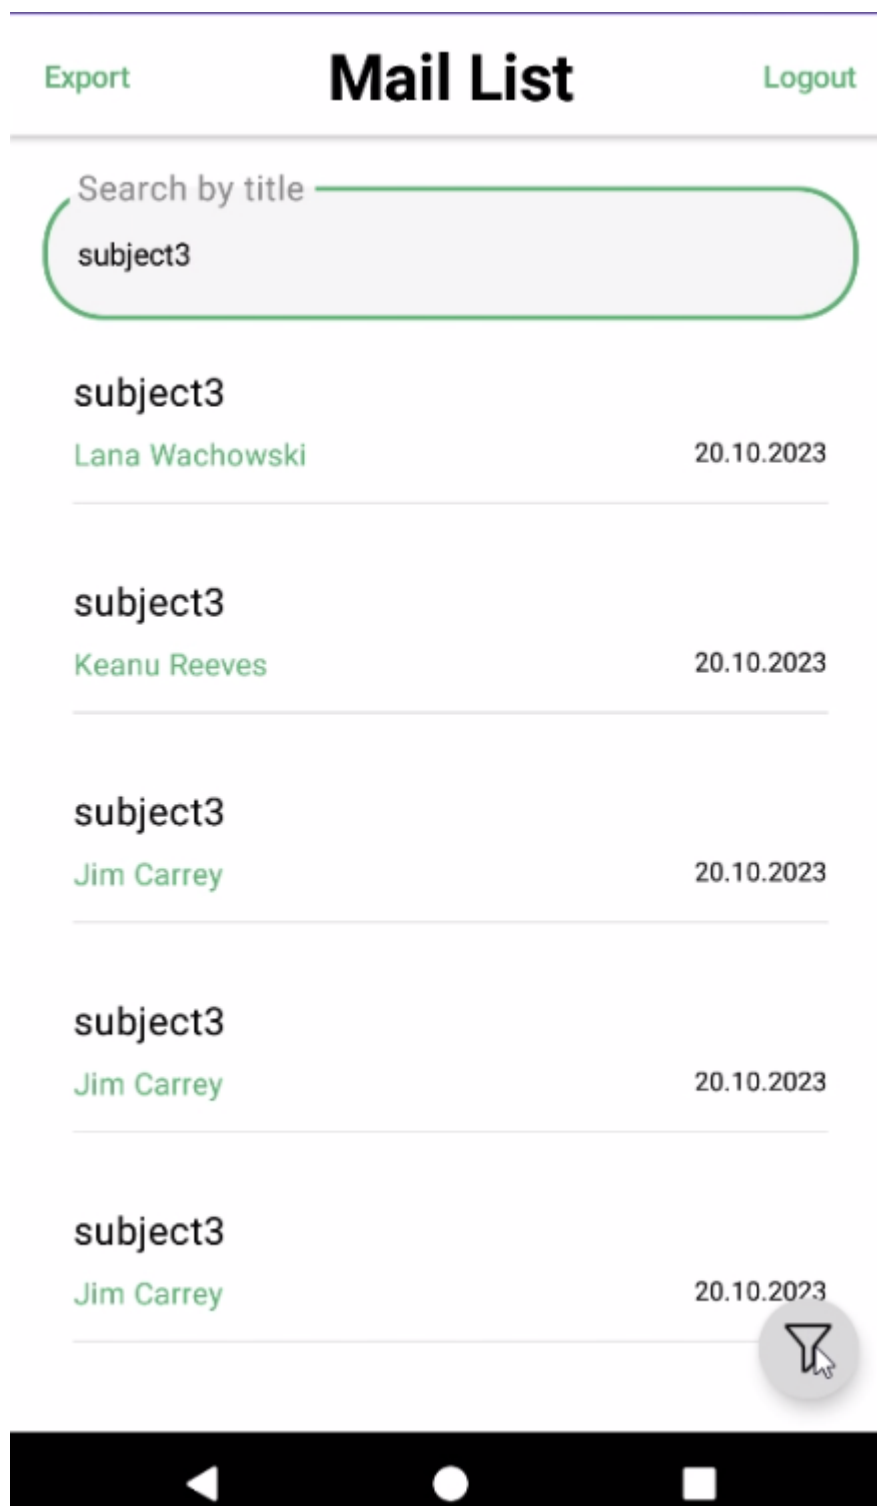 Export Mail List Logout
Search by title
subject3
subject3
Lana Wachowski 20.10.2023
subject3
Keanu Reeves 20.10.2023
subject3
Jim Carrey 20.10.2023
subject3
Jim Carrey 20.10.2023
subject3
Jim Carrey 20.10.2023